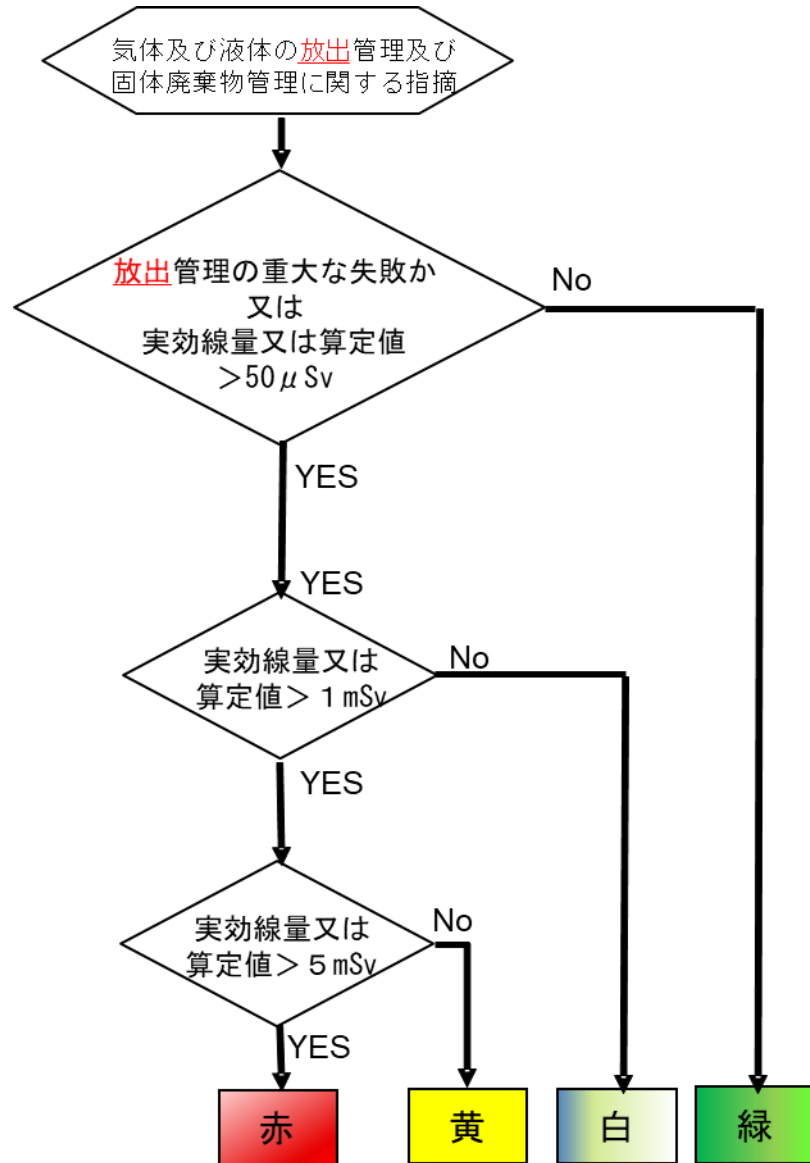 気体及び液体の放出管理及び
固体廃棄物管理に関する指摘
放出管理の重大な失敗か
又は
実効線量又は算定値
＞50μSv
No
YES
YES
実効線量又は
算定値＞１mSv
No
YES
実効線量又は
算定値＞５mSv
No
YES
赤
黄
白
緑